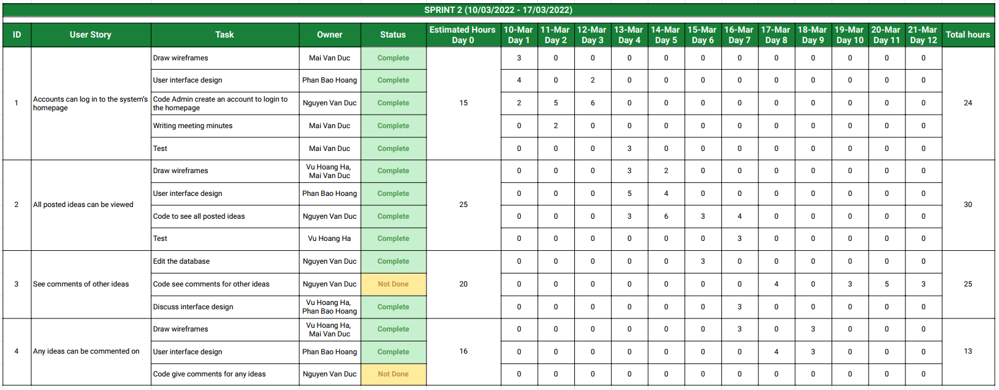 SPRINT 2 (10/03/2022 - 17/03/2022)
ID User Story Task Owner Status Estimated Hours Day 0 10-Mar Day 1 11-Mar Day 2 12-Mar Day 3 13-Mar Day 4 14-Mar Day 5 15-Mar Day 6 16-Mar Day 7 17-Mar Day 8 18-Mar Day 9 19-Mar Day 10 20-Mar Day 11 21-Mar Day 12 Total hours
1 Accounts can log in to the system's homepage 15 24
Draw wireframes Mai Van Duc Complete 3 0 0 0 0 0 0 0 0 0 0 0
User interface design Phan Bao Hoang Complete 4 0 2 0 0 0 0 0 0 0 0 0
Code Admin create an account to login to the homepage Nguyen Van Duc Complete 2 5 6 0 0 0 0 0 0 0 0 0
Writing meeting minutes Mai Van Duc Complete 0 2 0 0 0 0 0 0 0 0 0 0
Test Mai Van Duc Complete 0 0 0 3 0 0 0 0 0 0 0 0
2 All posted ideas can be viewed 25 30
Draw wireframes Vu Hoang Ha, Mai Van Duc Complete 0 0 0 3 2 0 0 0 0 0 0 0
User interface design Phan Bao Hoang Complete 0 0 0 5 4 0 0 0 0 0 0 0
Code to see all posted ideas Nguyen Van Duc Complete 0 0 0 3 6 3 4 0 0 0 0 0
Test Vu Hoang Ha Complete 0 0 0 0 0 0 3 0 0 0 0 0
3 See comments of other ideas 20 25
Edit the database Nguyen Van Duc Complete 0 0 0 0 0 3 0 0 0 0 0 0
Code see comments for other ideas Nguyen Van Duc Not Done 0 0 0 0 0 0 0 4 0 3 5 3
Discuss interface design Vu Hoang Ha, Phan Bao Hoang Complete 0 0 0 0 0 0 3 0 0 0 0 0
4 Any ideas can be commented on 16 13
Draw wireframes Vu Hoang Ha, Mai Van Duc Complete 0 0 0 0 0 0 3 0 3 0 0 0
User interface design Phan Bao Hoang Complete 0 0 0 0 0 0 0 4 3 0 0 0
Code give comments for any ideas Nguyen Van Duc Not Done 0 0 0 0 0 0 0 0 0 0 0 0